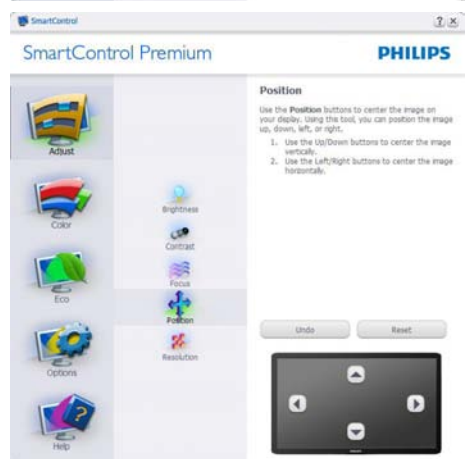 SmartControl
SmartControl Premium
PHILIPS
Adjust
Color
Eco
Options
Help
Brightness
Contrast
Focus
Position
Resolution
Position
Use the Position buttons to center the image on
your display. Using this tool, you can position the image
up, down, left, or right.
1. Use the Up/Down buttons to center the image
vertically.
2. Use the Left/Right buttons to center the image
horizontally.
Undo
Reset